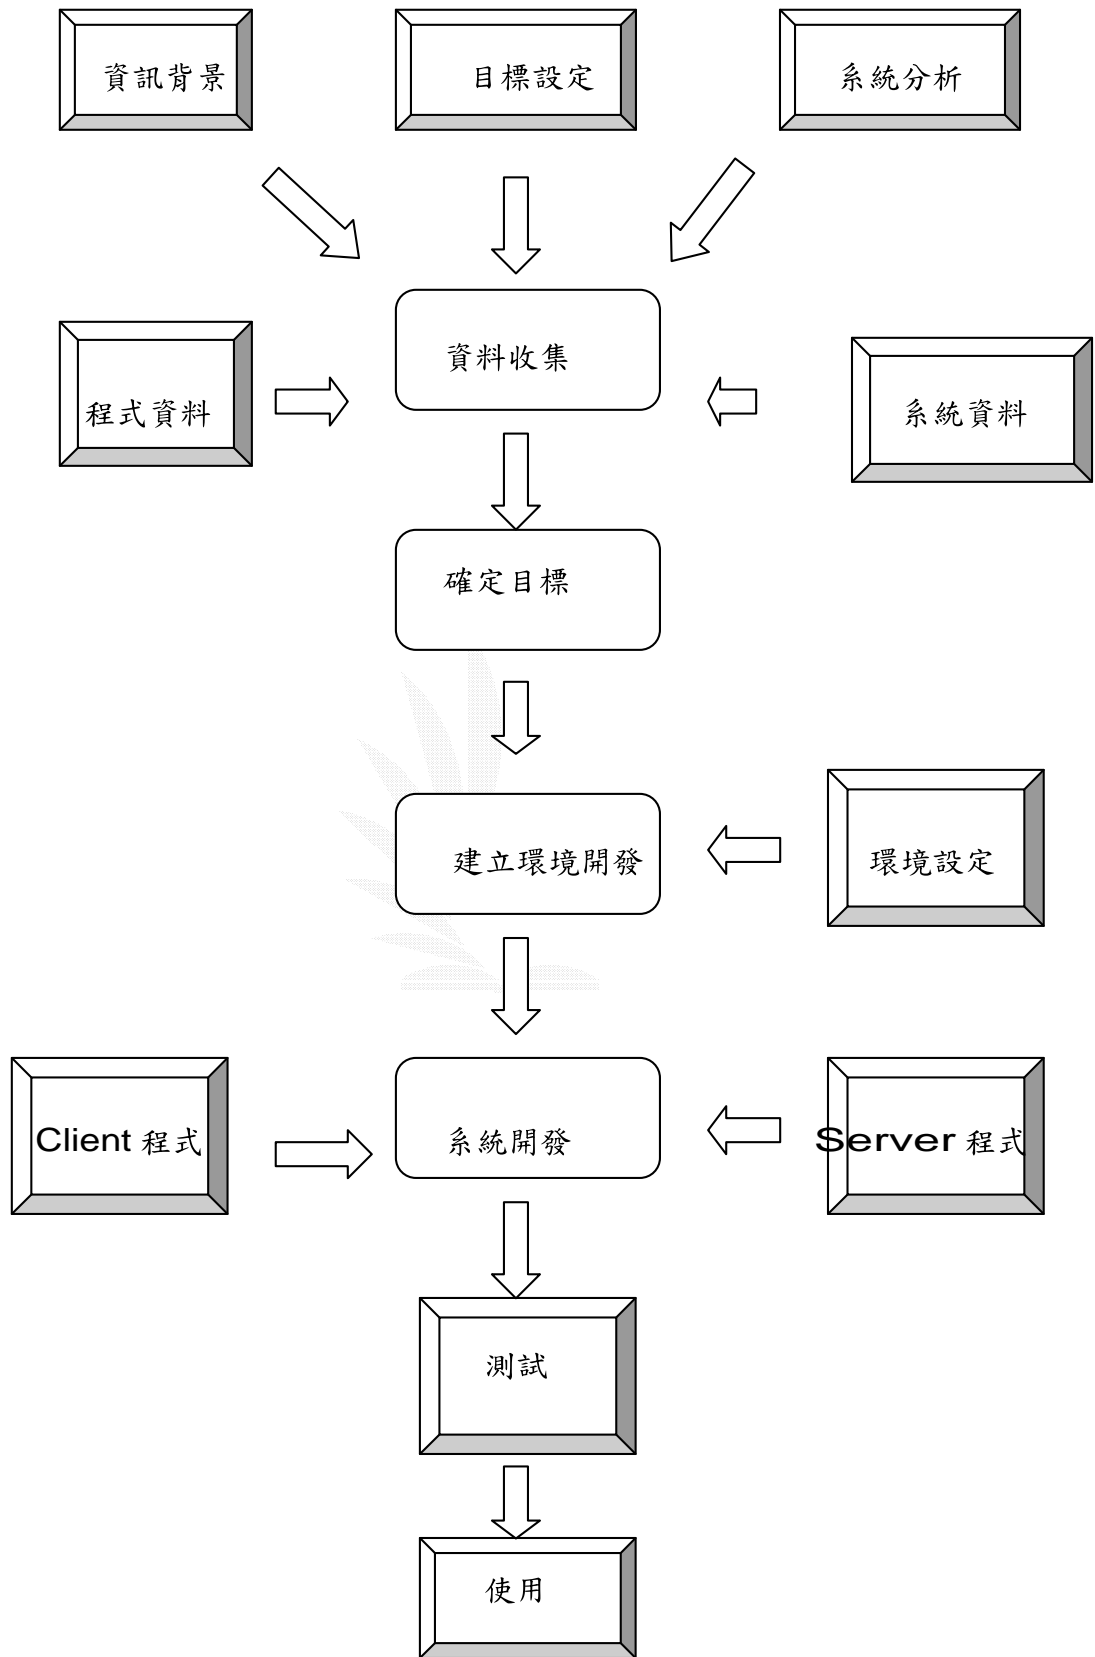 資訊背景
目標設定
系統分析
資料收集
程式資料
系統資料
確定目標
建立環境開發
環境設定
Client 程式
系統開發
Server 程式
測試
使用